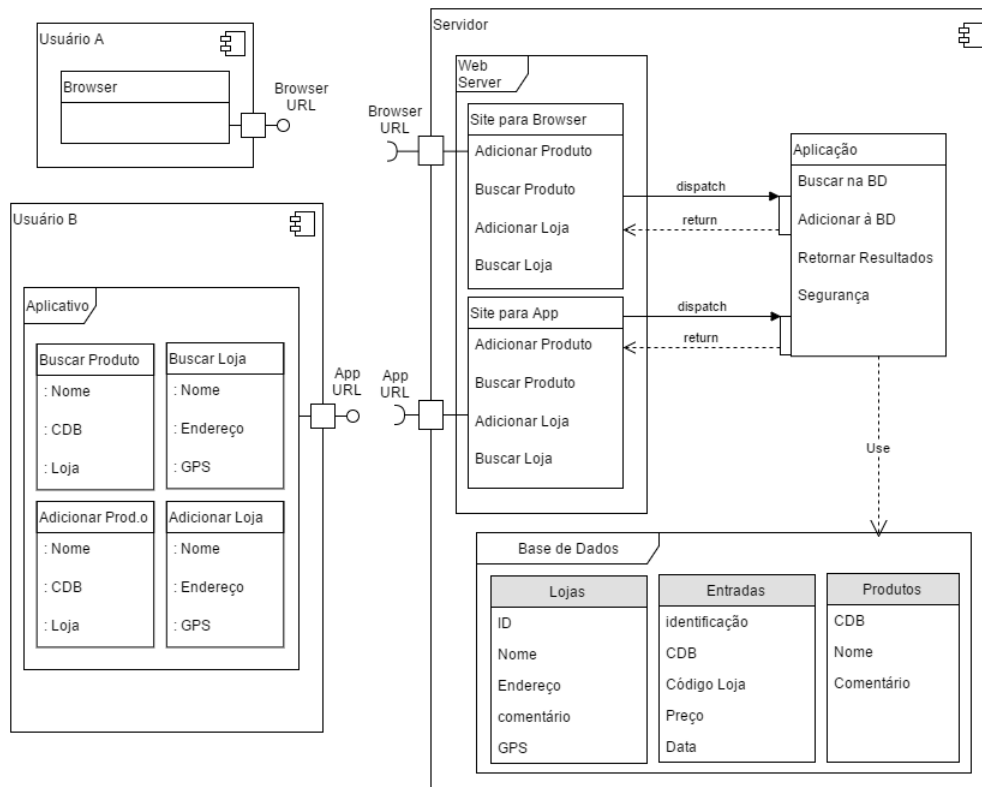 Usuário A
Browser
Browser
URL
Usuário B
Aplicativo
Buscar Produto
: Nome
: CDB
: Loja
Buscar Loja
: Nome
: Endereço
: GPS
Adicionar Prod.o
: Nome
: CDB
: Loja
Adicionar Loja
: Nome
: Endereço
: GPS
App
URL
Servidor
Browser
URL
App
URL
Web
Server
Site para Browser
Adicionar Produto
Buscar Produto
Adicionar Loja
Buscar Loja
Site para App
Adicionar Produto
Buscar Produto
Adicionar Loja
Buscar Loja
dispatch
return
dispatch
return
Aplicação
Buscar na BD
Adicionar à BD
Retornar Resultados
Segurança
Use
Base de Dados
Lojas
ID
Nome
Endereço
comentário
GPS
Entradas
identificação
CDB
Código Loja
Preço
Data
Produtos
CDB
Nome
Comentário